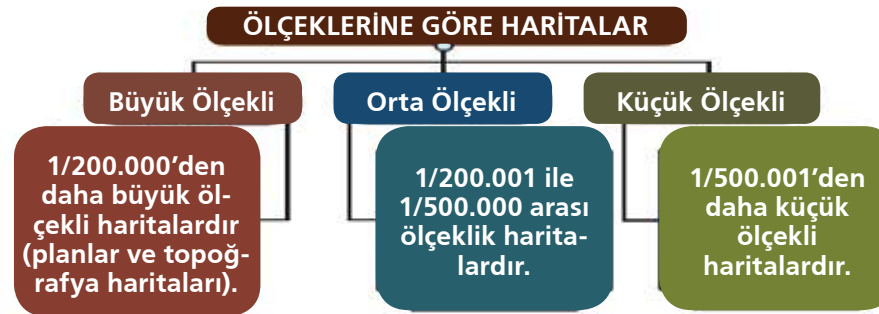 ÖLÇEKLERİNE GÖRE HARİTALAR
Büyük Ölçekli
Orta Ölçekli
Küçük Ölçekli
1/200.000’den
daha büyük öl-
çekli haritalardır
(planlar ve topoğ-
rafya haritaları).
1/200.001 ile
1/500.000 arası
ölçeklik harita-
lardır.
1/500.001’den
daha küçük
ölçekli
haritalardır.